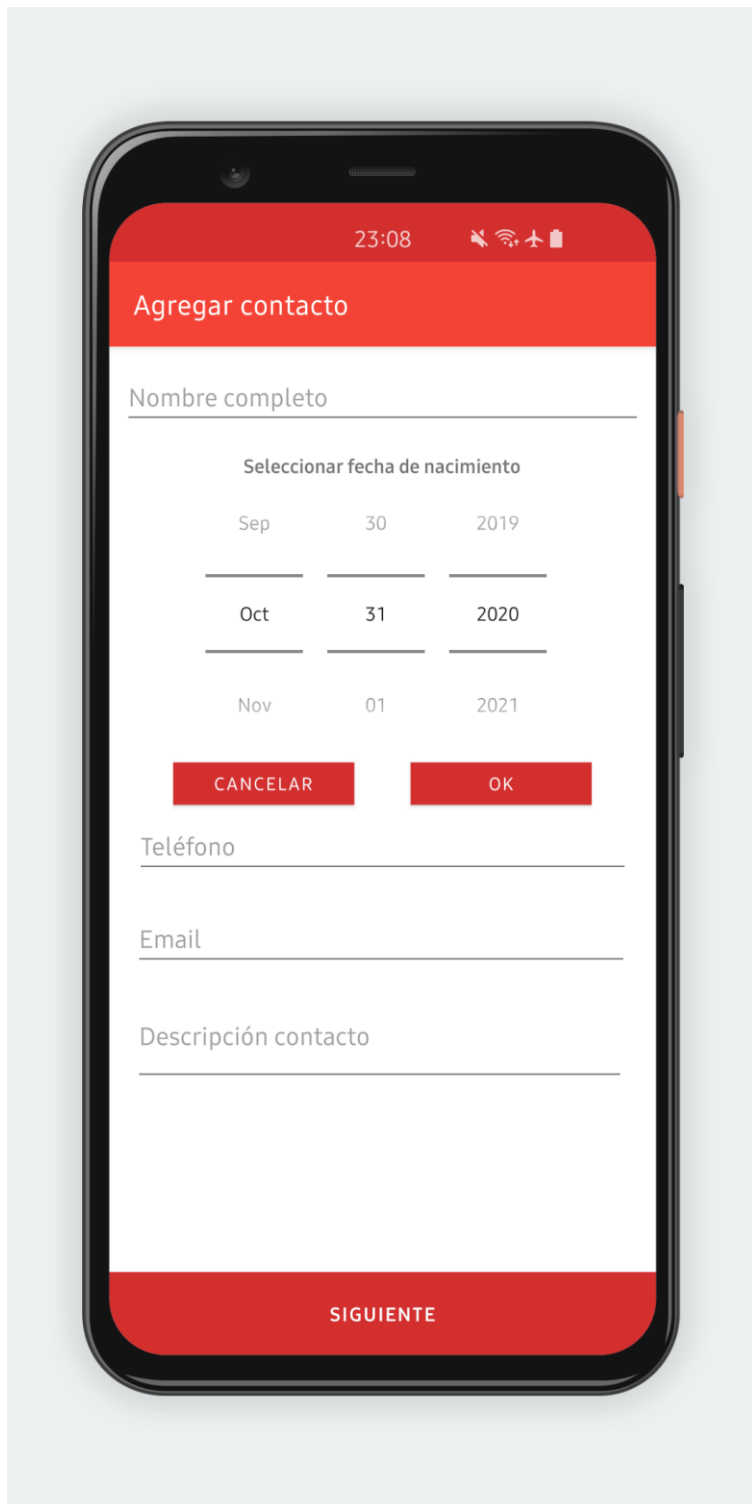 23:08
Agregar contacto
Nombre completo
Seleccionar fecha de nacimiento
Sep 30 2019
Oct 31 2020
Nov 01 2021
CANCELAR OK
Teléfono
Email
Descripción contacto
SIGUIENTE